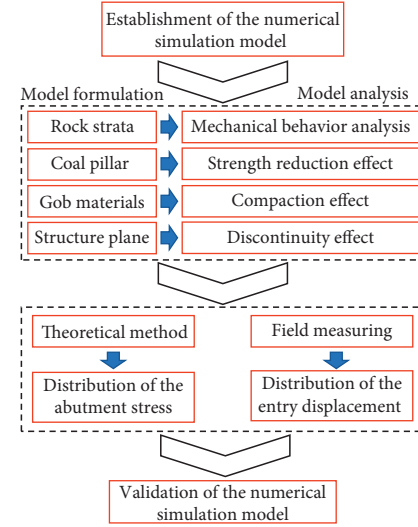 Establishment of the numerical
simulation model
Model formulation
Model analysis
Rock strata
Mechanical behavior analysis
Coal pillar
Strength reduction effect
Gob materials
Compaction effect
Structure plane
Discontinuity effect
Theoretical method
Field measuring
Distribution of the
abutment stress
Distribution of the
entry displacement
Validation of the numerical
simulation model